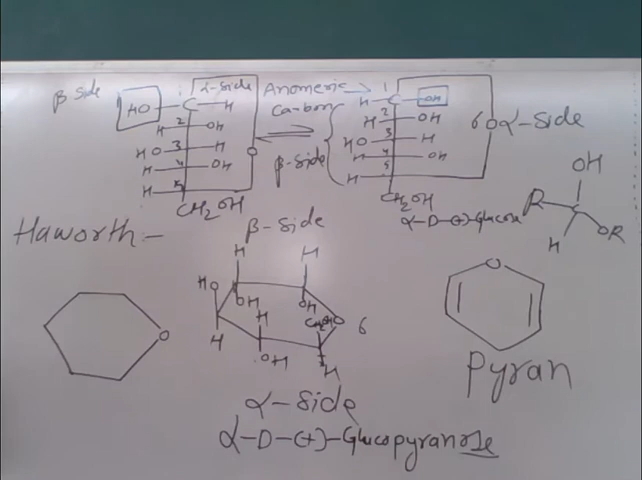 β side
α-side
Anomeric
Carbon
HO C H
H 2 OH
HO 3 H
H 4 OH
H 5
CH₂OH
β-side
1
H C OH
H 2 OH
HO 3 H
H 4 OH
H 5
CH₂OH
6 O α-side
α-D-(+)-Glucose
OH
R C
H OR
Haworth:-
β-Side
H H
HO OH H OH
CH₂OH O 6
H OH H
O
O
Pyran
α-Side
α-D-(+)-Glucopyranose